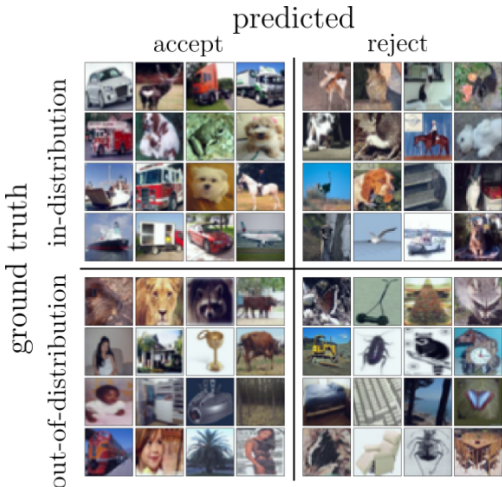 predicted
accept
reject
ground truth
in-distribution
out-of-distribution